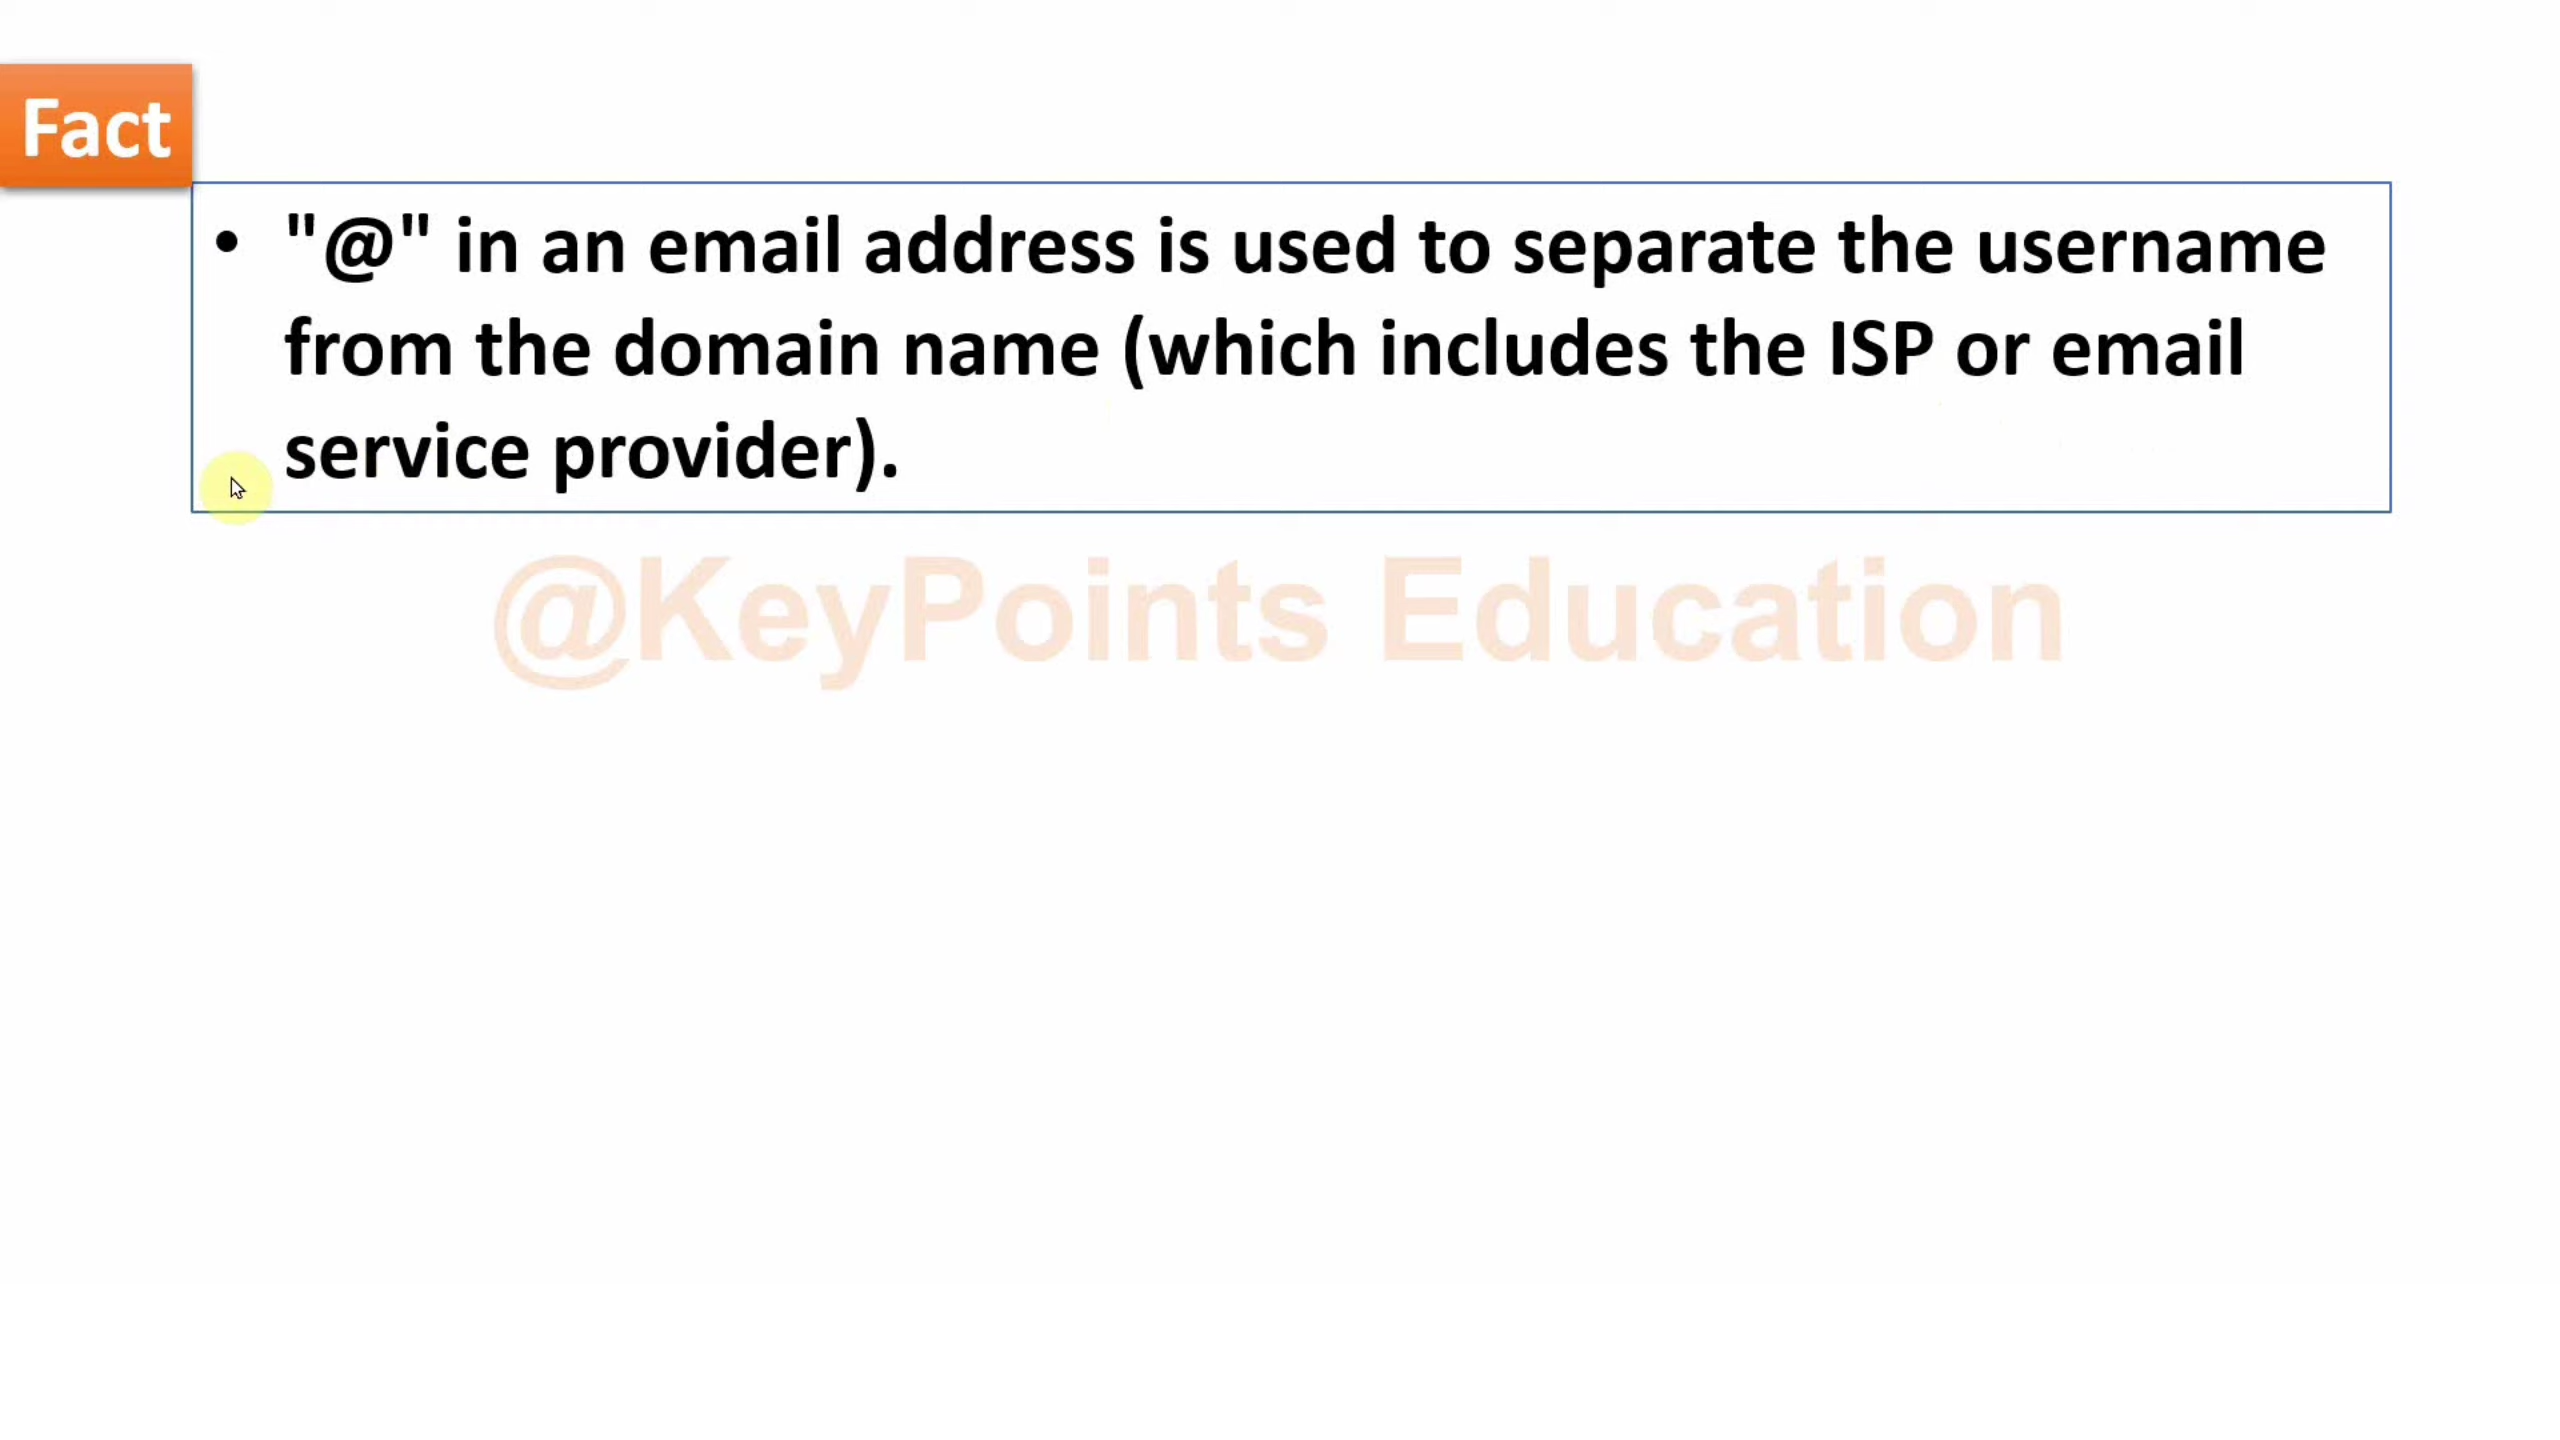 Fact
• "@" in an email address is used to separate the username
from the domain name (which includes the ISP or email
service provider).
@KeyPoints Education